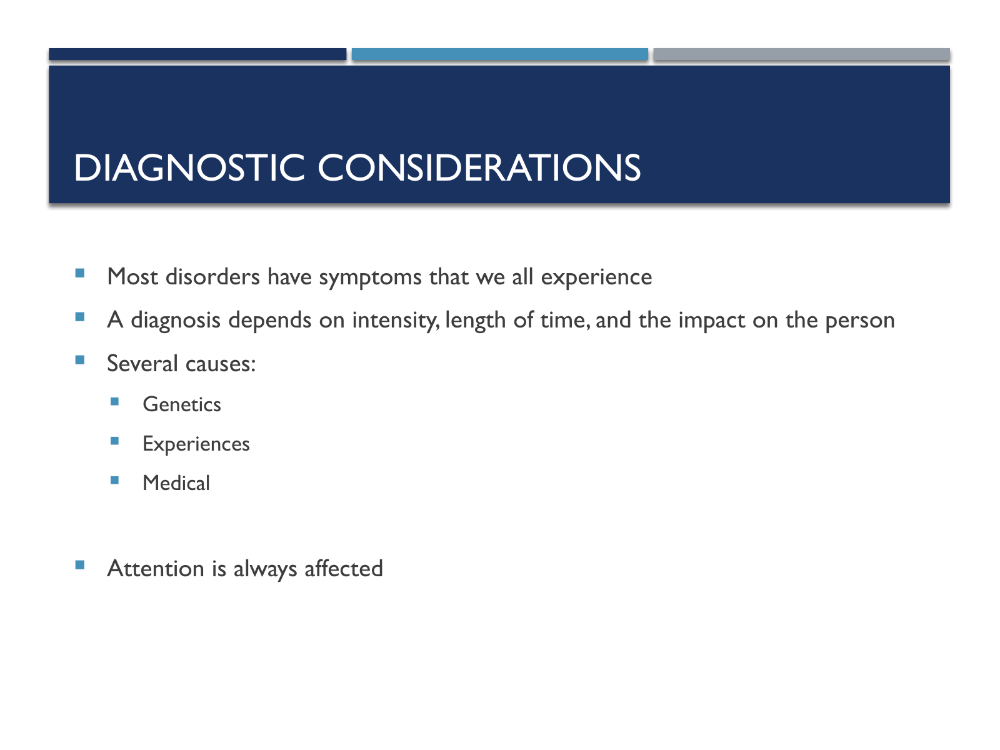 DIAGNOSTIC CONSIDERATIONS
Most disorders have symptoms that we all experience
A diagnosis depends on intensity, length of time, and the impact on the person
Several causes:
Genetics
Experiences
Medical
Attention is always affected